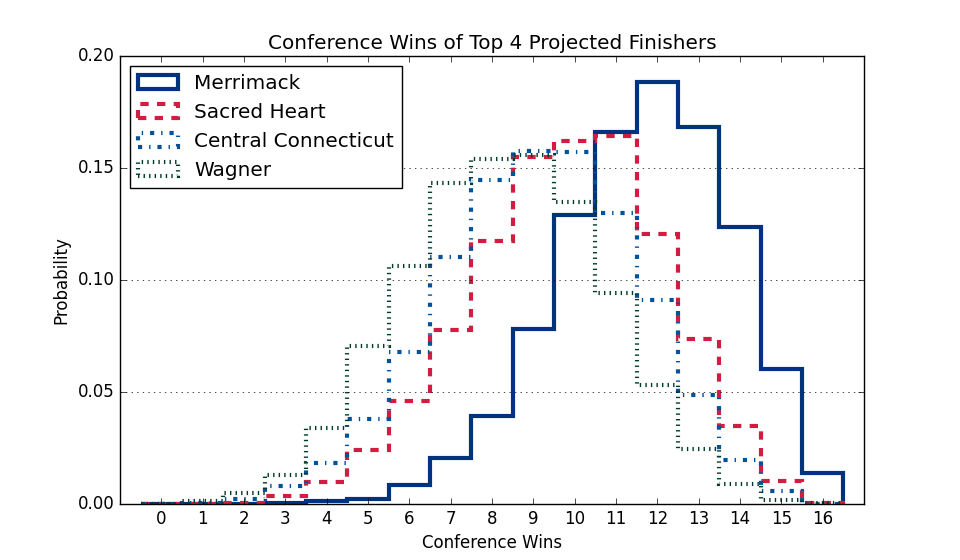 Conference Wins of Top 4 Projected Finishers
0.20
0.15
0.10
0.05
0.00
Probability
Merrimack
Sacred Heart
Central Connecticut
Wagner
0 1 2 3 4 5 6 7 8 9 10 11 12 13 14 15 16
Conference Wins